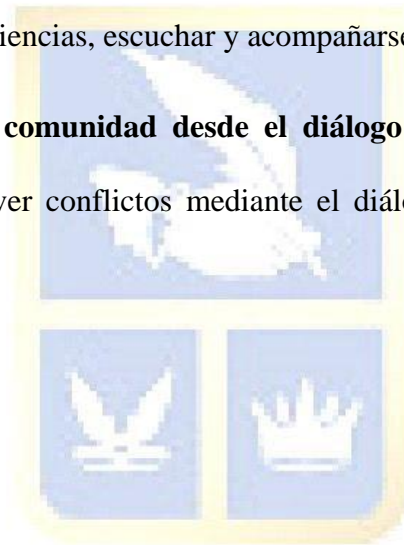 iencias, escuchar y acompañarse
comunidad desde el diálogo
ver conflictos mediante el diálo